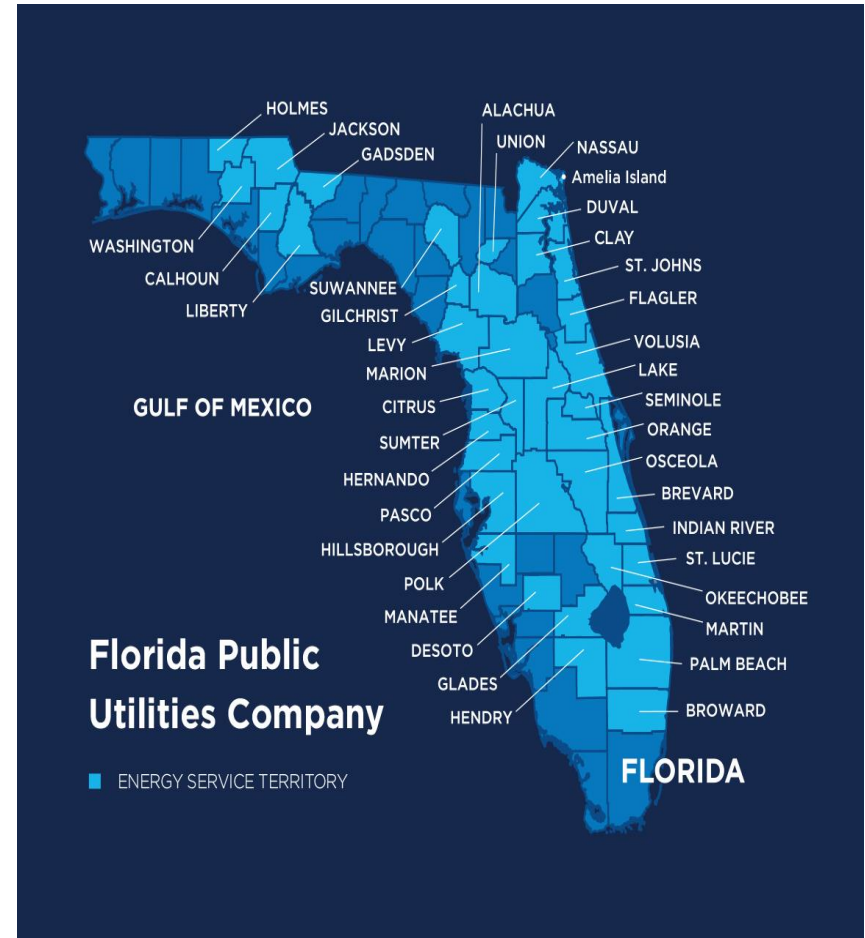 HOLMES
JACKSON
GADSDEN
ALACHUA
UNION
NASSAU
Amelia Island
DUVAL
CLAY
ST. JOHNS
FLAGLER
VOLUSIA
LAKE
SEMINOLE
ORANGE
OSCEOLA
BREVARD
INDIAN RIVER
ST. LUCIE
OKEECHOBEE
MARTIN
PALM BEACH
BROWARD
WASHINGTON
CALHOUN
LIBERTY
SUWANNEE
GILCHRIST
LEVY
MARION
CITRUS
SUMTER
HERNANDO
PASCO
HILLSBOROUGH
POLK
MANATEE
DESOTO
GLADES
HENDRY
GULF OF MEXICO
Florida Public
Utilities Company
ENERGY SERVICE TERRITORY
FLORIDA